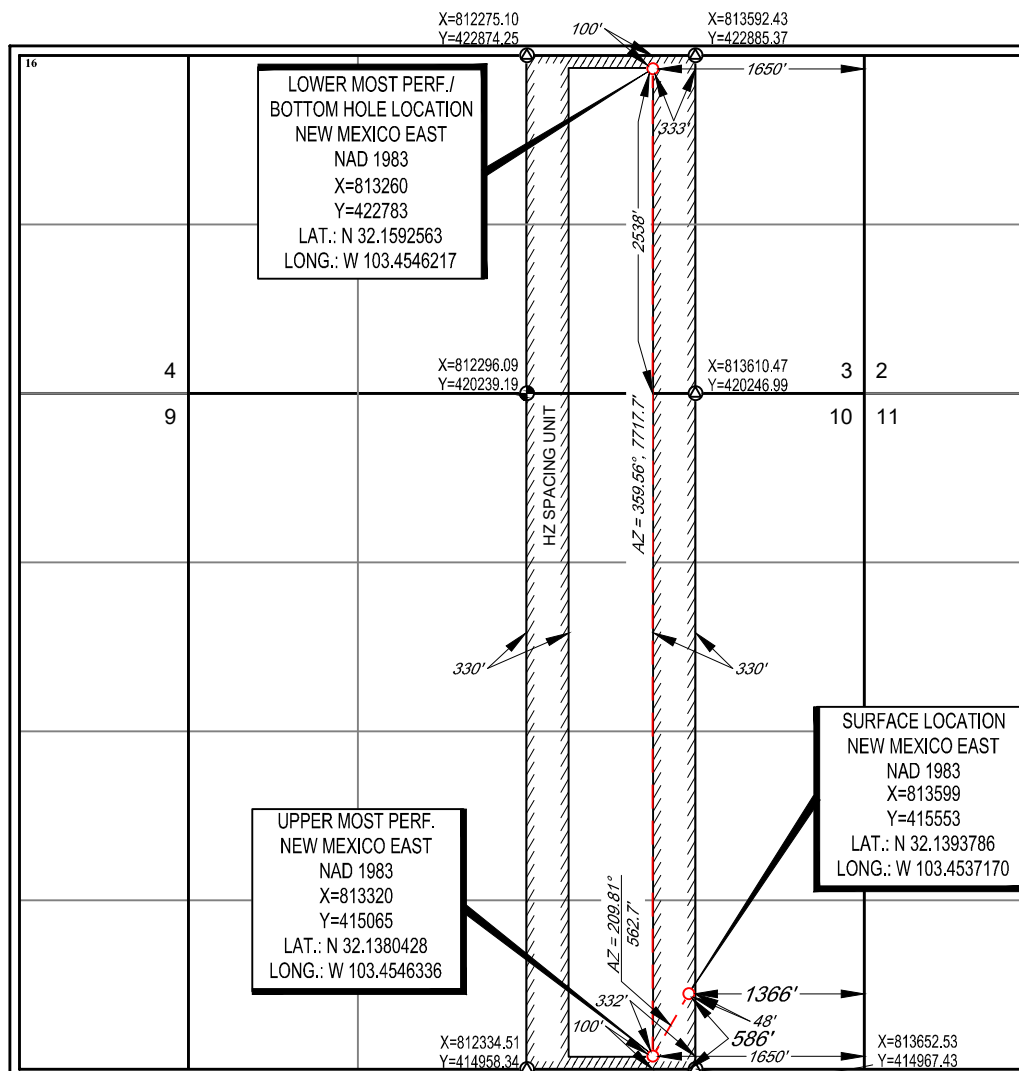 X=812275.10
Y=422874.25
100'
X=813592.43
Y=422885.37
16
1650'
LOWER MOST PERF./
BOTTOM HOLE LOCATION
NEW MEXICO EAST
NAD 1983
X=813260
Y=422783
LAT.: N 32.1592563
LONG.: W 103.4546217
333'
2538'
4
X=812296.09
Y=420239.19
X=813610.47
Y=420246.99
3 2
9
10 11
HZ SPACING UNIT
AZ = 359.56°, 7717.7'
330'
330'
SURFACE LOCATION
NEW MEXICO EAST
NAD 1983
X=813599
Y=415553
LAT.: N 32.1393786
LONG.: W 103.4537170
UPPER MOST PERF.
NEW MEXICO EAST
NAD 1983
X=813320
Y=415065
LAT.: N 32.1380428
LONG.: W 103.4546336
AZ = 209.81°
562.7'
1366'
332'
48'
100'
586'
1650'
X=812334.51
Y=414958.34
X=813652.53
Y=414967.43